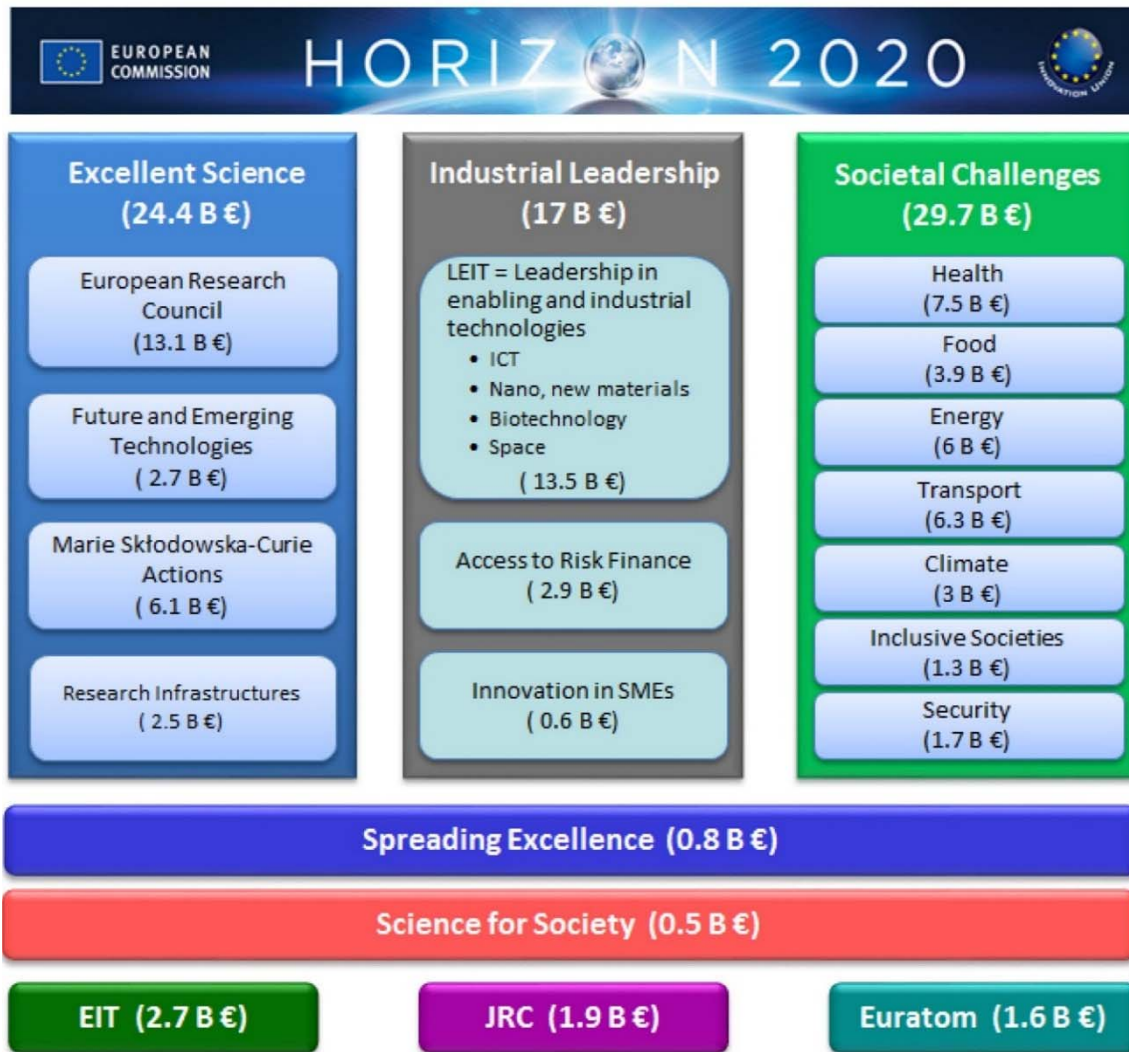 EUROPEAN
COMMISSION
HORIZON 2020
INNOVATION UNION
Excellent Science
(24.4 B €)
European Research
Council
(13.1 B €)
Future and Emerging
Technologies
( 2.7 B €)
Marie Skłodowska-Curie
Actions
( 6.1 B €)
Research Infrastructures
( 2.5 B €)
Industrial Leadership
(17 B €)
LEIT = Leadership in
enabling and industrial
technologies
• ICT
• Nano, new materials
• Biotechnology
• Space
( 13.5 B €)
Access to Risk Finance
( 2.9 B €)
Innovation in SMEs
( 0.6 B €)
Societal Challenges
(29.7 B €)
Health
(7.5 B €)
Food
(3.9 B €)
Energy
(6 B €)
Transport
(6.3 B €)
Climate
(3 B €)
Inclusive Societies
(1.3 B €)
Security
(1.7 B €)
Spreading Excellence (0.8 B €)
Science for Society (0.5 B €)
EIT (2.7 B €)
JRC (1.9 B €)
Euratom (1.6 B €)